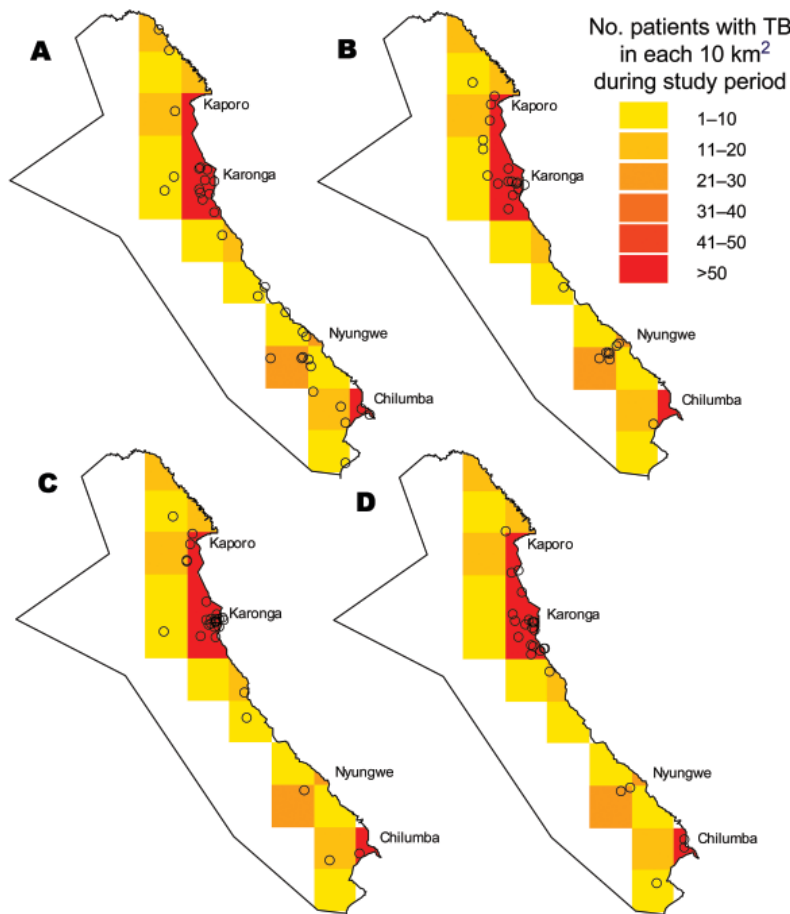 No. patients with TB
in each 10 km²
during study period
1–10
11–20
21–30
31–40
41–50
>50
A
Kaporo
Karonga
Nyungwe
Chilumba
B
Kaporo
Karonga
Nyungwe
Chilumba
C
Kaporo
Karonga
Nyungwe
Chilumba
D
Kaporo
Karonga
Nyungwe
Chilumba